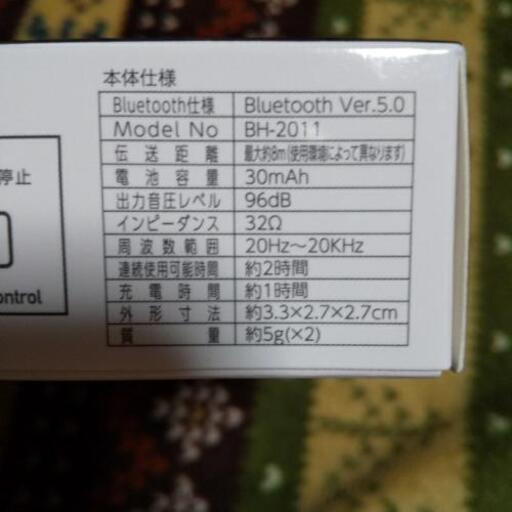 本体仕様
Bluetooth仕様 Bluetooth Ver.5.0
Model No BH-2011
伝送距離 最大約8m(使用環境によって異なります)
電池容量 30mAh
出力音圧レベル 96dB
インピーダンス 32Ω
周波数範囲 20Hz～20KHz
連続使用可能時間 約2時間
充電時間 約1時間
外形寸法 約3.3×2.7×2.7cm
質量 約5g(×2)
停止
ontrol